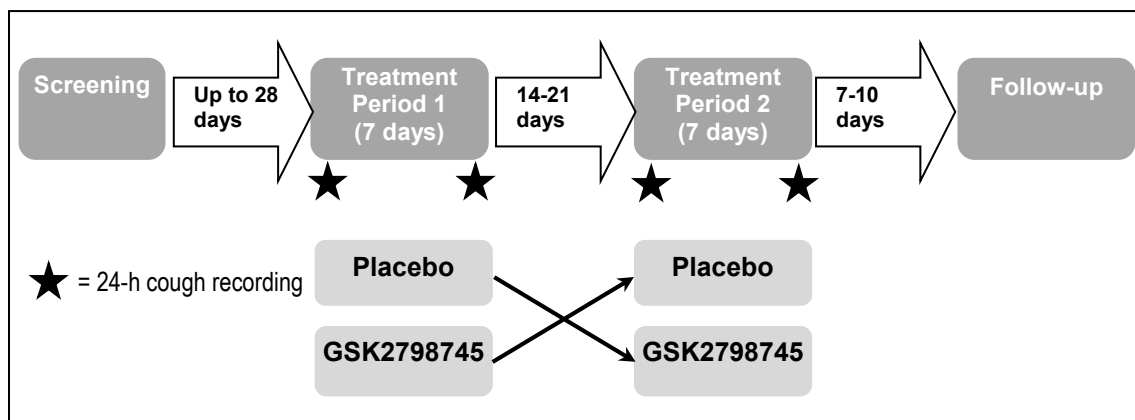 Screening
Up to 28
days
Treatment
Period 1
(7 days)
14-21
days
Treatment
Period 2
(7 days)
7-10
days
Follow-up
= 24-h cough recording
Placebo
Placebo
GSK2798745
GSK2798745